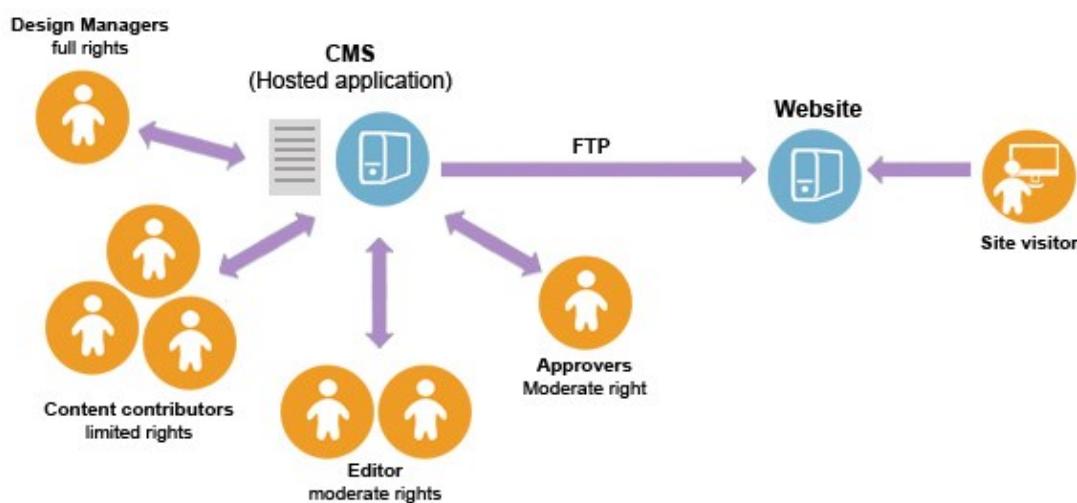 Design Managers
full rights
CMS
(Hosted application)
FTP
Website
Site visitor
Content contributors
limited rights
Editor
moderate rights
Approvers
Moderate right